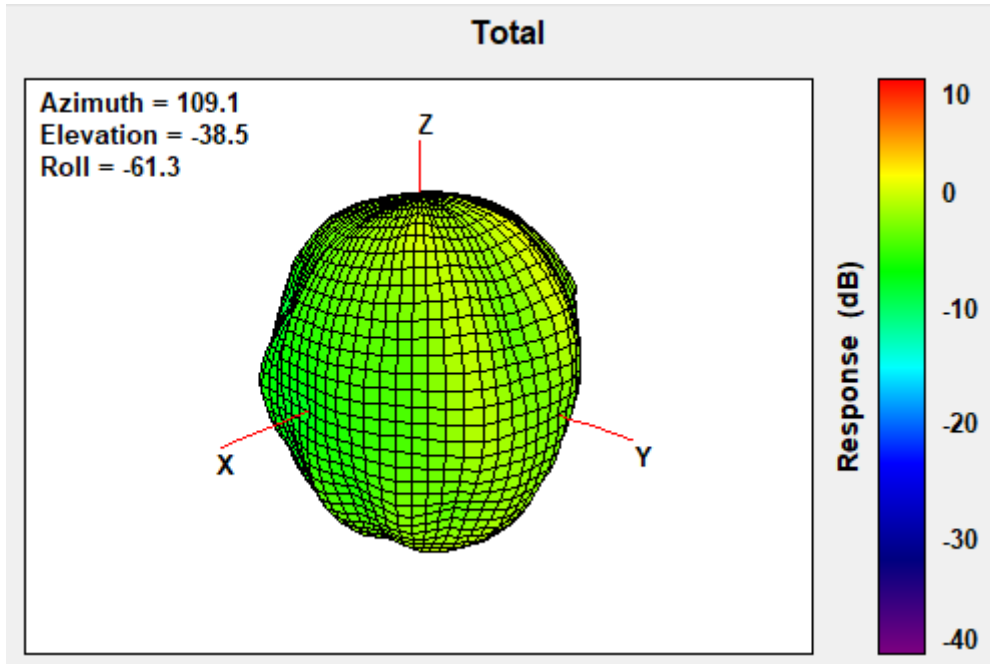 Total
Azimuth = 109.1
Elevation = -38.5
Roll = -61.3
Z
X
Y
Response (dB)
10
0
-10
-20
-30
-40